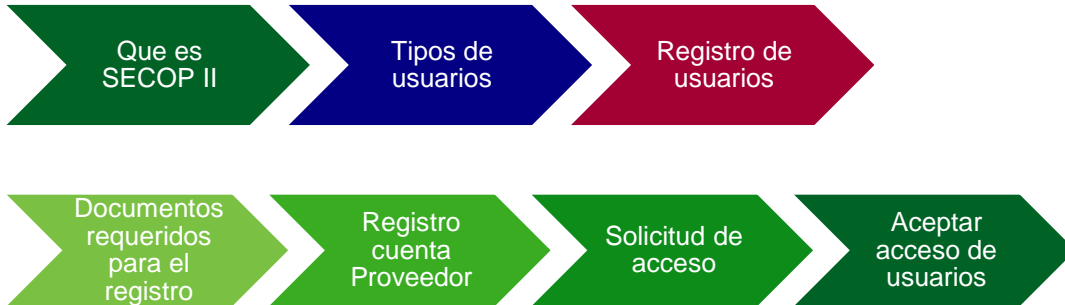 Que es
SECOP II
Tipos de
usuarios
Registro de
usuarios
Documentos
requeridos
para el
registro
Registro
cuenta
Proveedor
Solicitud de
acceso
Aceptar
acceso de
usuarios